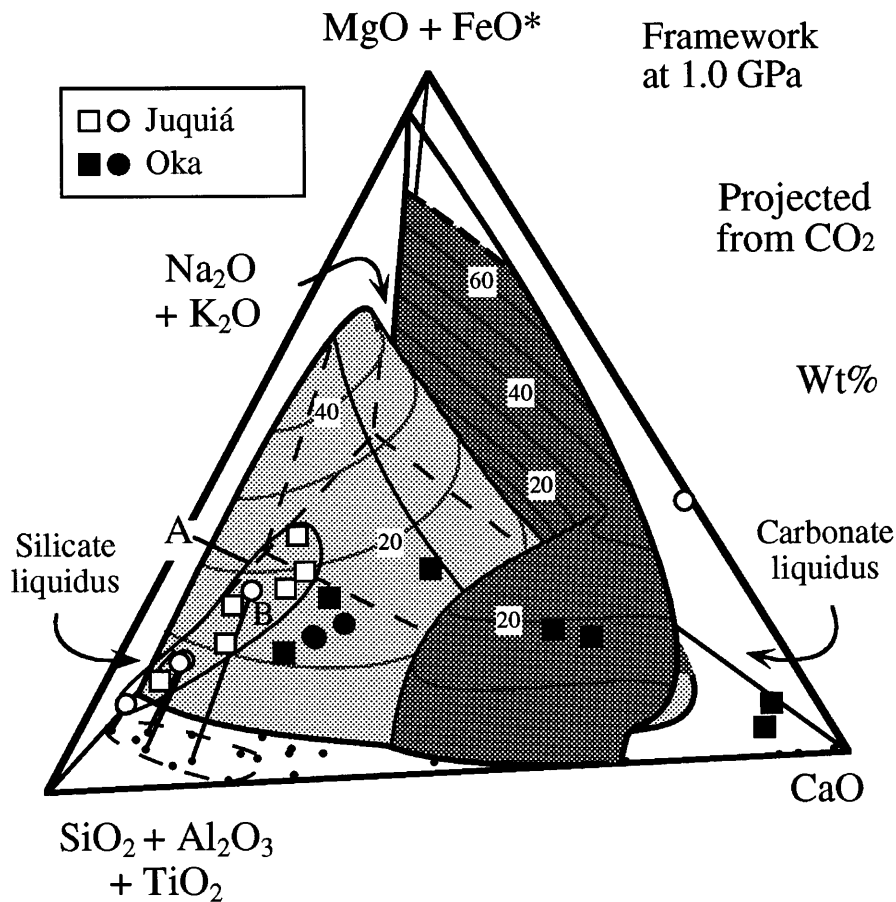 MgO + FeO*
Framework
at 1.0 GPa
Juquiá
Oka
Projected
from CO₂
Na₂O
+ K₂O
60
Wt%
40
40
20
A
20
Silicate
liquidus
Carbonate
liquidus
B
20
CaO
SiO₂ + Al₂O₃
+ TiO₂